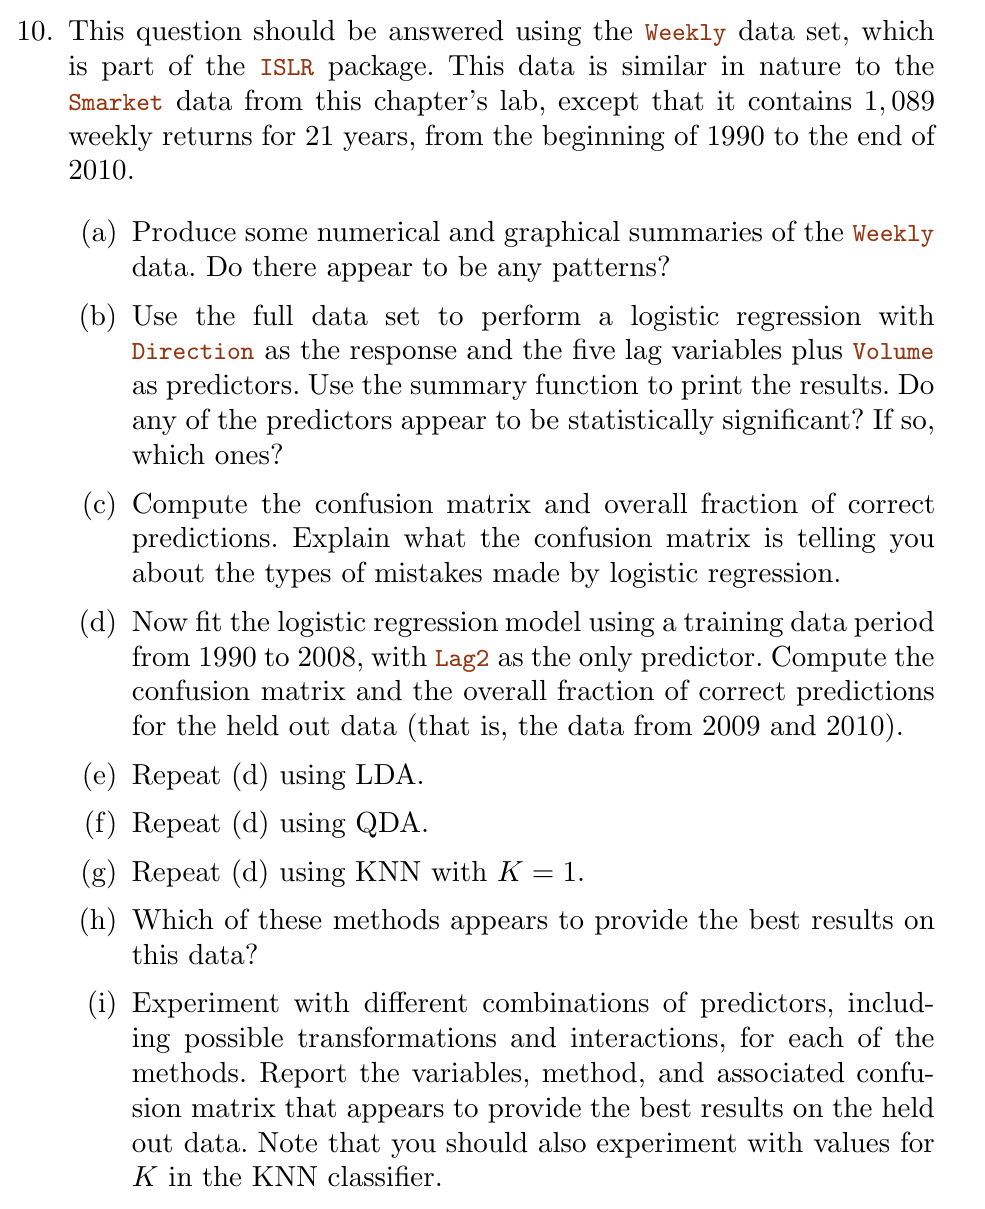 10. This question should be answered using the Weekly data set, which
is part of the ISLR package. This data is similar in nature to the
Smarket data from this chapter's lab, except that it contains 1, 089
weekly returns for 21 years, from the beginning of 1990 to the end of
2010.
(a) Produce some numerical and graphical summaries of the Weekly
data. Do there appear to be any patterns?
(b) Use the full data set to perform a logistic regression with
Direction as the response and the five lag variables plus Volume
as predictors. Use the summary function to print the results. Do
any of the predictors appear to be statistically significant? If so,
which ones?
(c) Compute the confusion matrix and overall fraction of correct
predictions. Explain what the confusion matrix is telling you
about the types of mistakes made by logistic regression.
(d) Now fit the logistic regression model using a training data period
from 1990 to 2008, with Lag2 as the only predictor. Compute the
confusion matrix and the overall fraction of correct predictions
for the held out data (that is, the data from 2009 and 2010).
(e) Repeat (d) using LDA.
(f) Repeat (d) using QDA.
(g) Repeat (d) using KNN with K = 1.
(h) Which of these methods appears to provide the best results on
this data?
(i) Experiment with different combinations of predictors, includ-
ing possible transformations and interactions, for each of the
methods. Report the variables, method, and associated confu-
sion matrix that appears to provide the best results on the held
out data. Note that you should also experiment with values for
K in the KNN classifier.